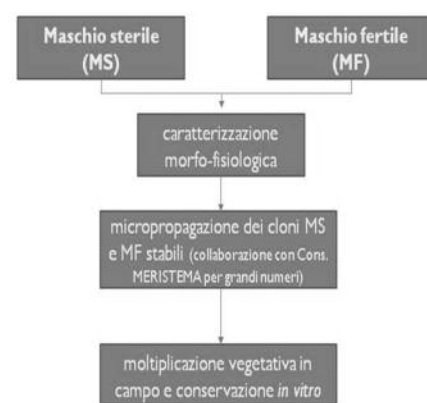 Maschio sterile
(MS)
Maschio fertile
(MF)
caratterizzazione
morfo-fisiologica
micropropagazione dei cloni MS
e MF stabili (collaborazione con Cons.
MERISTEMA per grandi numeri)
moltiplicazione vegetativa in
campo e conservazione in vitro